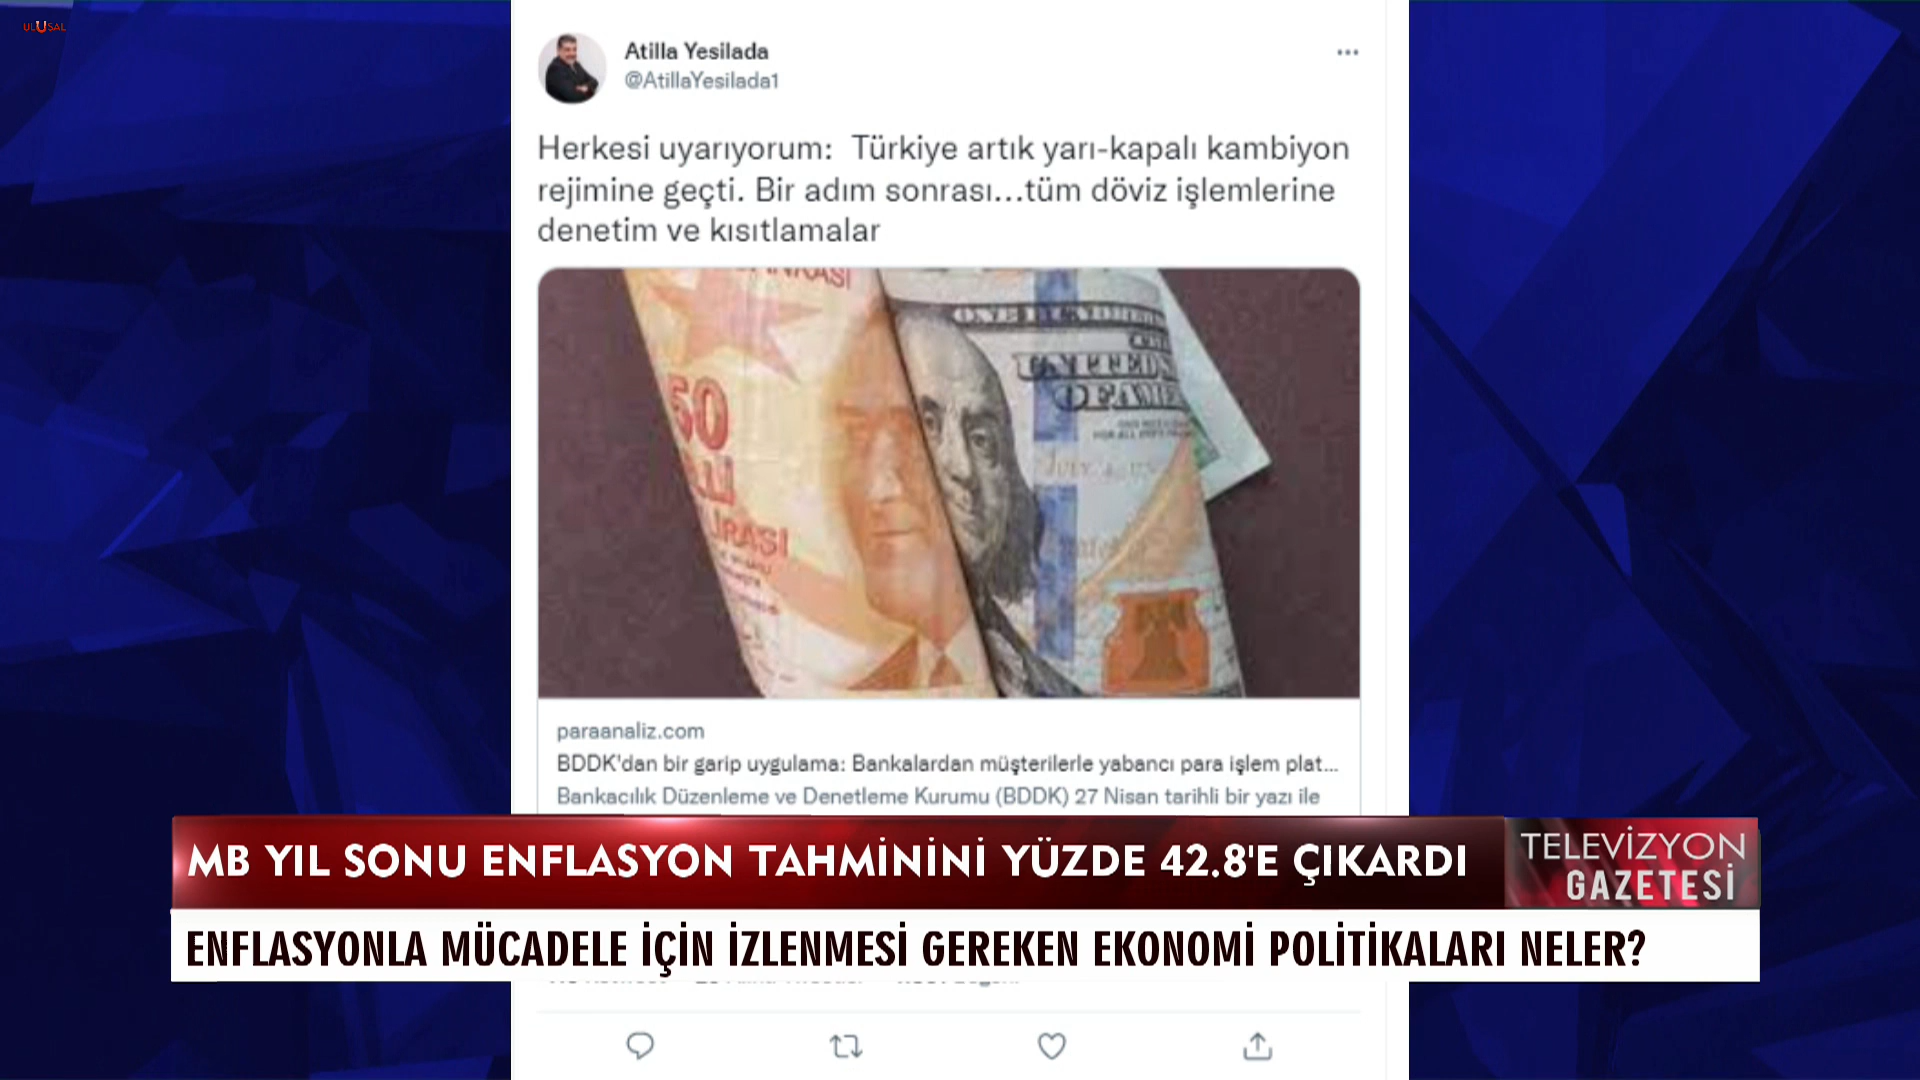 ULUSAL
Atilla Yesilada
@AtillaYesilada1
Herkesi uyarıyorum: Türkiye artık yarı-kapalı kambiyon
rejimine geçti. Bir adım sonrası...tüm döviz işlemlerine
denetim ve kısıtlamalar
50
LİRASI
UNITED
OF AME
paraanaliz.com
BDDK'dan bir garip uygulama: Bankalardan müşterilerle yabancı para işlem plat...
Bankacılık Düzenleme ve Denetleme Kurumu (BDDK) 27 Nisan tarihli bir yazı ile
MB YIL SONU ENFLASYON TAHMİNİNİ YÜZDE 42.8'E ÇIKARDI
TELEVİZYON
GAZETESİ
ENFLASYONLA MÜCADELE İÇİN İZLENMESİ GEREKEN EKONOMİ POLİTİKALARI NELER?